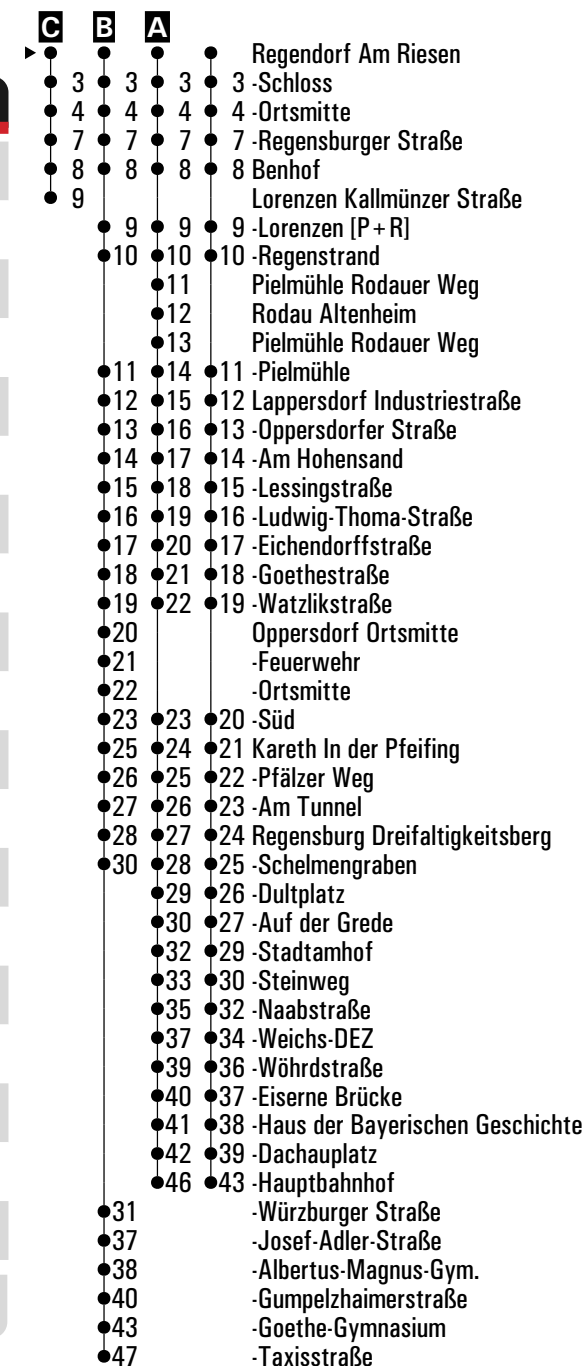 C B A
Regendorf Am Riesen
3 3 3 3 -Schloss
4 4 4 4 -Ortsmitte
7 7 7 7 -Regensburger Straße
8 8 8 8 Benhof
9 Lorenzen Kallmünzer Straße
9 9 9 -Lorenzen [P+R]
10 10 10 -Regenstrand
11 Pielmühle Rodauer Weg
12 Rodau Altenheim
13 Pielmühle Rodauer Weg
11 14 11 -Pielmühle
12 15 12 Lappersdorf Industriestraße
13 16 13 -Oppersdorfer Straße
14 17 14 -Am Hohensand
15 18 15 -Lessingstraße
16 19 16 -Ludwig-Thoma-Straße
17 20 17 -Eichendorffstraße
18 21 18 -Goethestraße
19 22 19 -Watzlikstraße
20 Oppersdorf Ortsmitte
21 -Feuerwehr
22 -Ortsmitte
23 23 20 -Süd
25 24 21 Kareth In der Pfeifing
26 25 22 -Pfälzer Weg
27 26 23 -Am Tunnel
28 27 24 Regensburg Dreifaltigkeitsberg
30 28 25 -Schelmengraben
29 26 -Dultplatz
30 27 -Auf der Grede
32 29 -Stadtamhof
33 30 -Steinweg
35 32 -Naabstraße
37 34 -Weichs-DEZ
39 36 -Wöhrdstraße
40 37 -Eiserne Brücke
41 38 -Haus der Bayerischen Geschichte
42 39 -Dachauplatz
46 43 -Hauptbahnhof
31 -Würzburger Straße
37 -Josef-Adler-Straße
38 -Albertus-Magnus-Gym.
40 -Gumpelzhaimerstraße
43 -Goethe-Gymnasium
47 -Taxisstraße